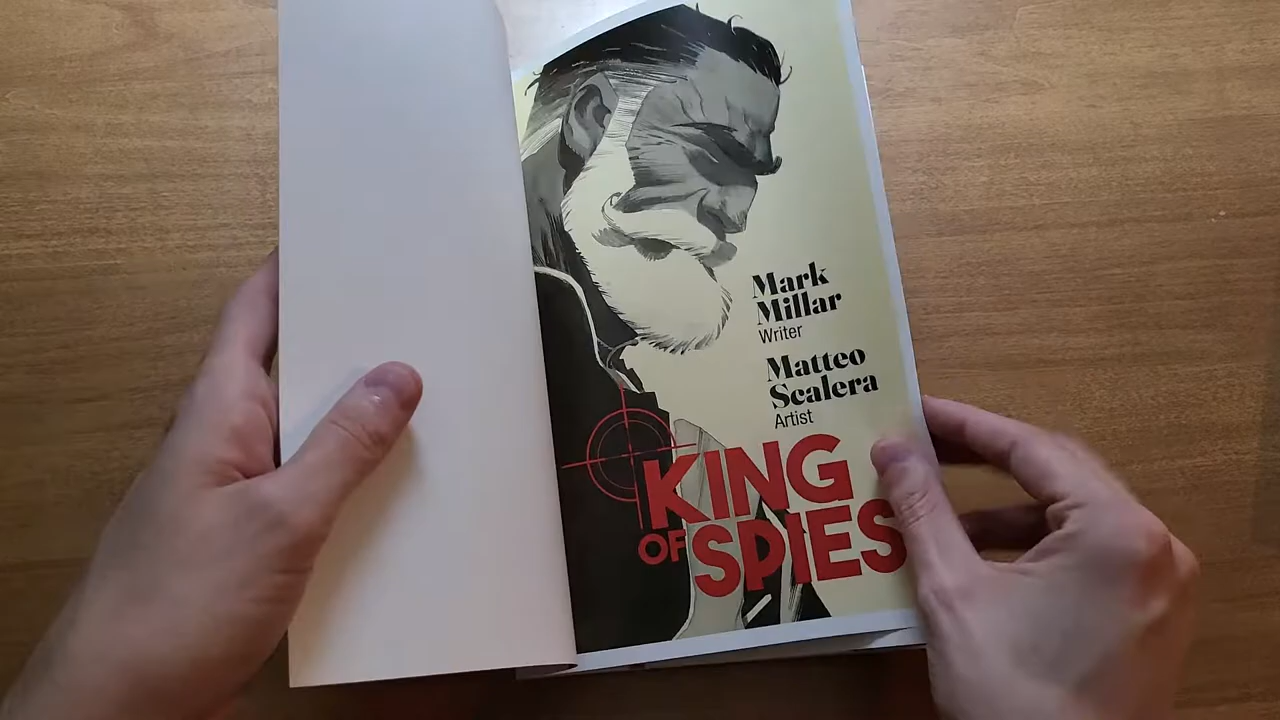 Mark
Millar
Writer
Matteo
Scalera
Artist
KING
OF SPIES